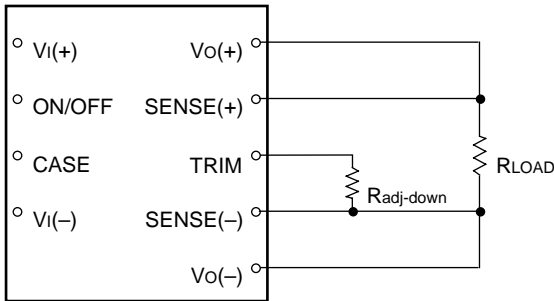 VI(+) VO(+)
ON/OFF SENSE(+)
CASE TRIM RLOAD
Radj-down
VI(–) SENSE(–)
VO(–)